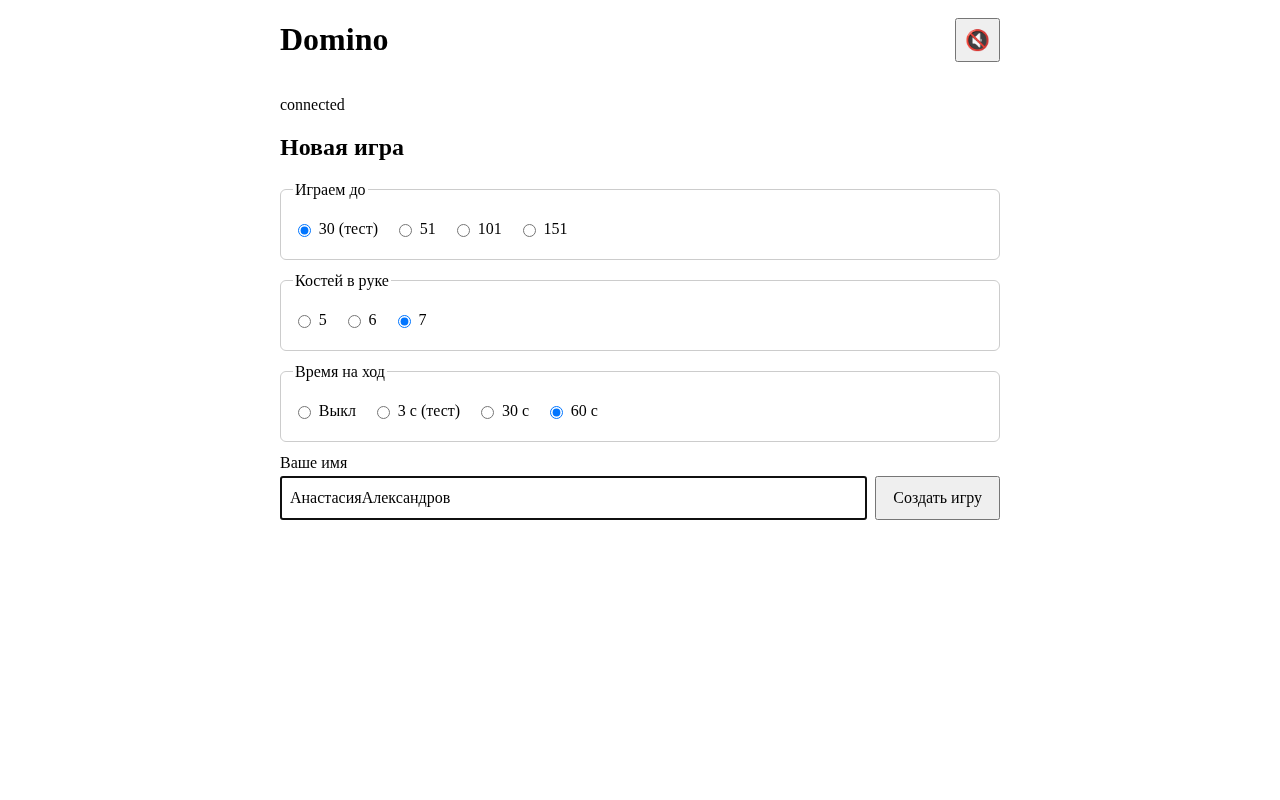 Domino
connected
Новая игра
Играем до
30 (тест) 51 101 151
Костей в руке
5 6 7
Время на ход
Выкл 3 с (тест) 30 с 60 с
Ваше имя
АнастасияАлександров Создать игру